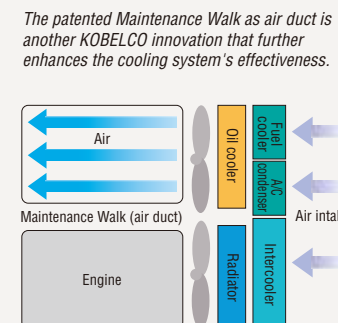 The patented Maintenance Walk as air duct is
another KOBELCO innovation that further
enhances the cooling system's effectiveness.
Air
Oil cooler
Fuel
cooler
A/C
condenser
Maintenance Walk (air duct)
Air
Engine
Radiator
Intercooler